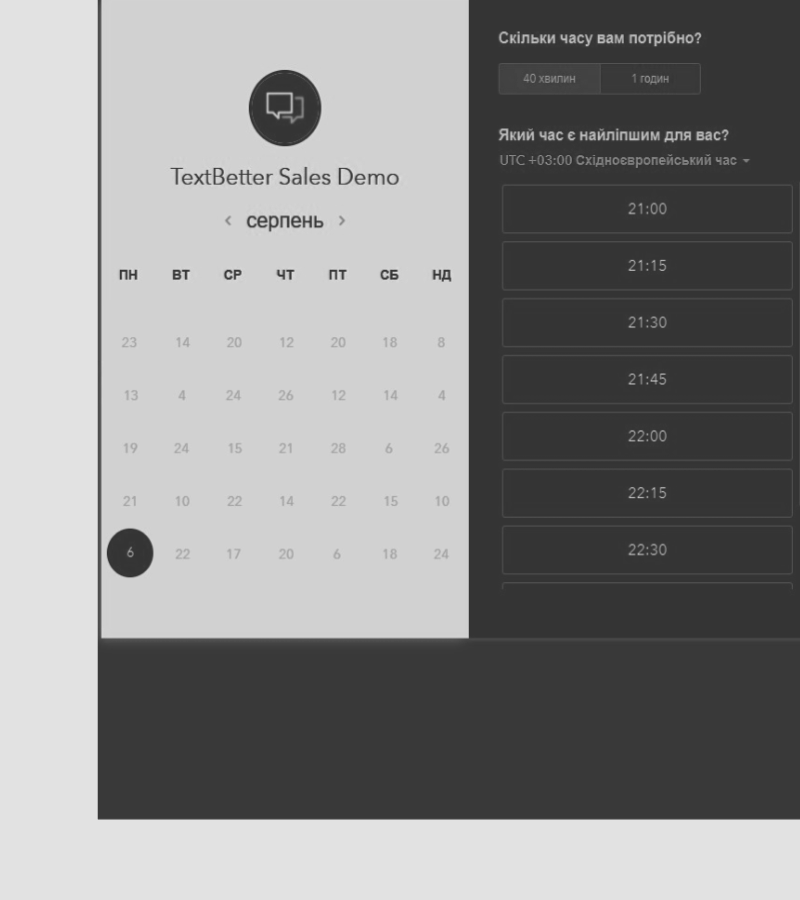 TextBetter Sales Demo
серпень
ПН ВТ СР ЧТ ПТ СБ НД
23 14 20 12 20 18 8
13 4 24 26 12 14 4
19 24 15 21 28 6 26
21 10 22 14 22 15 10
6 22 17 20 6 18 24
Скільки часу вам потрібно?
40 хвилин 1 годин
Який час є найліпшим для вас?
UTC +03:00 Східноєвропейський час
21:00
21:15
21:30
21:45
22:00
22:15
22:30